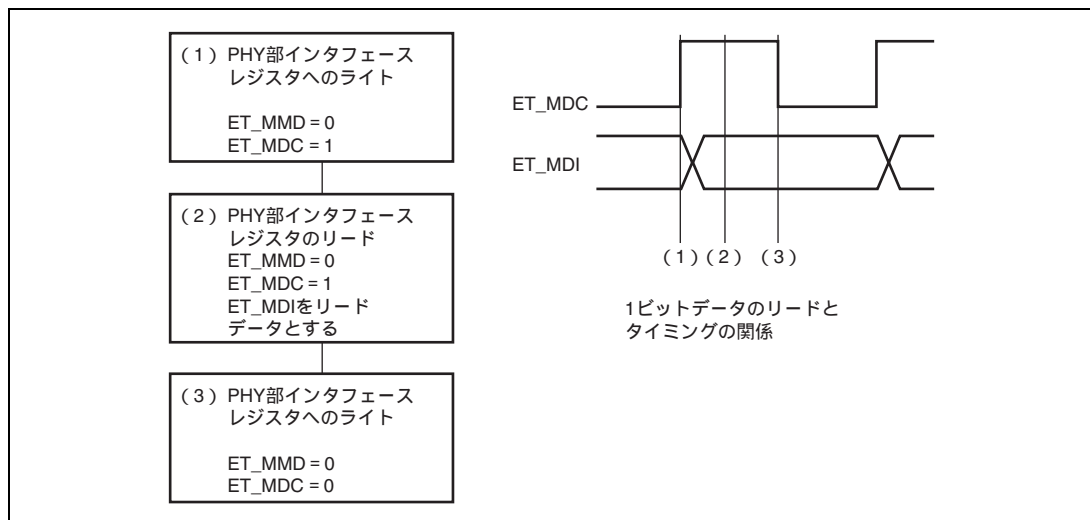 (1) PHY部インタフェース
レジスタへのライト
ET_MMD = 0
ET_MDC = 1
(2) PHY部インタフェース
レジスタのリード
ET_MMD = 0
ET_MDC = 1
ET_MDIをリード
データとする
(3) PHY部インタフェース
レジスタへのライト
ET_MMD = 0
ET_MDC = 0
ET_MDC
ET_MDI
(1) (2) (3)
1ビットデータのリードと
タイミングの関係